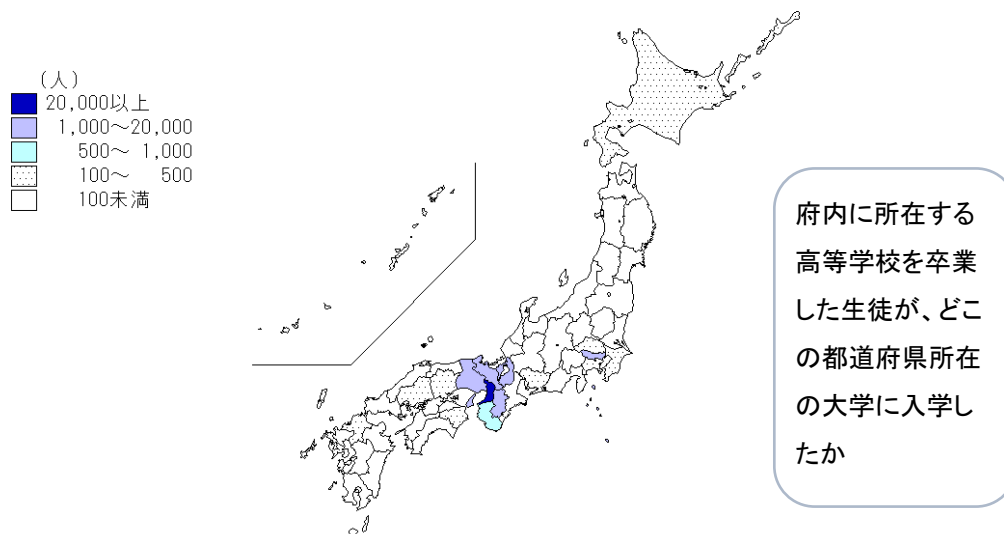 (人)
20,000以上
1,000～20,000
500～ 1,000
100～ 500
100未満
府内に所在する
高等学校を卒業
した生徒が、どこ
の都道府県所在
の大学に入学し
たか